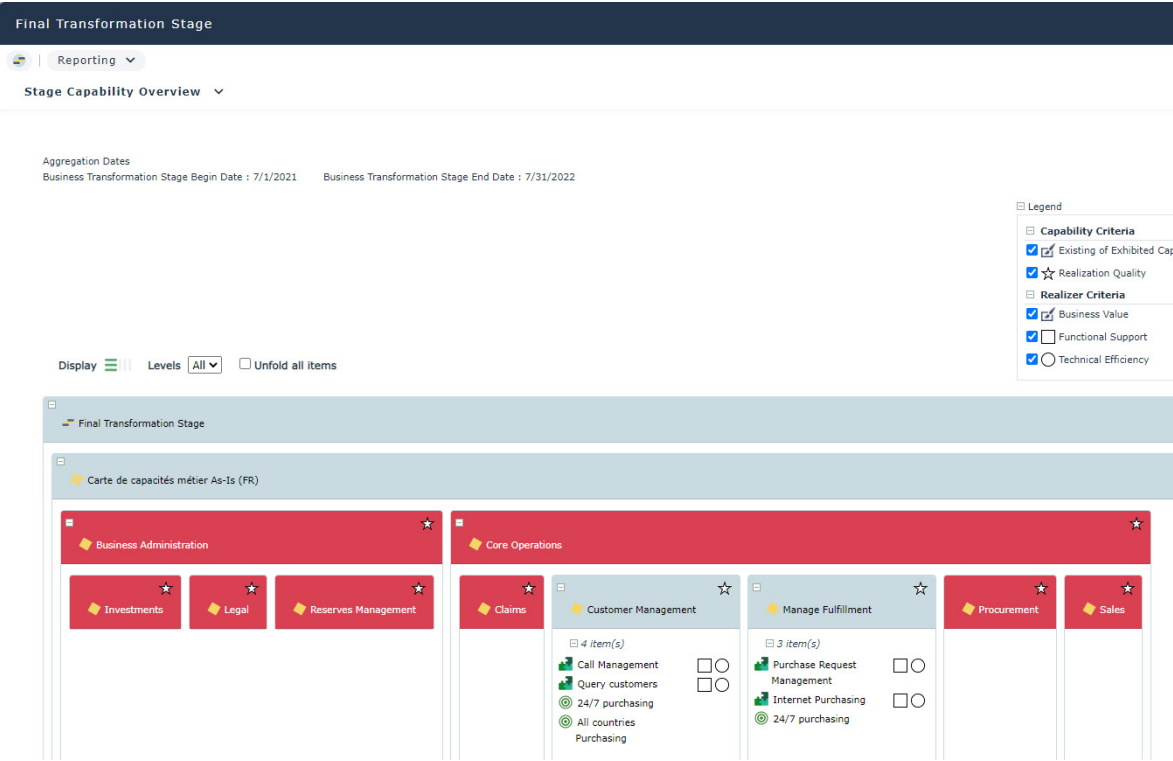 Final Transformation Stage
Reporting
Stage Capability Overview
Aggregation Dates
Business Transformation Stage Begin Date : 7/1/2021 Business Transformation Stage End Date : 7/31/2022
Legend
Capability Criteria
Existing of Exhibited Cap
Realization Quality
Realizer Criteria
Business Value
Functional Support
Technical Efficiency
Display Levels All Unfold all items
Final Transformation Stage
Carte de capacités métier As-Is (FR)
Business Administration
Core Operations
Investments
Legal
Reserves Management
Claims
Customer Management
Manage Fulfillment
Procurement
Sales
4 item(s)
Call Management
Query customers
24/7 purchasing
All countries
Purchasing
3 item(s)
Purchase Request
Management
Internet Purchasing
24/7 purchasing